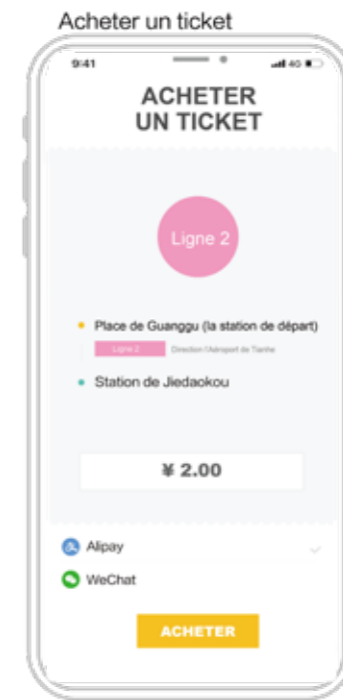 Acheter un ticket
9:41
4G
ACHETER
UN TICKET
Ligne 2
Place de Guanggu (la station de départ)
Ligne 2 Direction l'Aéroport de Tianhe
Station de Jiedaokou
¥ 2.00
Alipay
WeChat
ACHETER